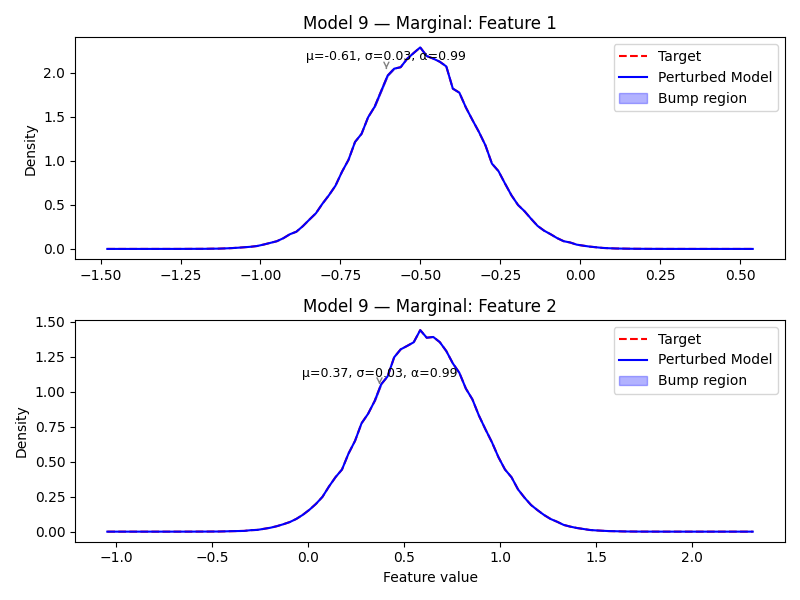 Model 9 — Marginal: Feature 1
μ=-0.61, σ=0.03, α=0.99
Target
Perturbed Model
Bump region
Density
2.0
1.5
1.0
0.5
0.0
−1.50
−1.25
−1.00
−0.75
−0.50
−0.25
0.00
0.25
0.50
Model 9 — Marginal: Feature 2
μ=0.37, σ=0.03, α=0.99
Target
Perturbed Model
Bump region
Density
1.50
1.25
1.00
0.75
0.50
0.25
0.00
−1.0
−0.5
0.0
0.5
1.0
1.5
2.0
Feature value